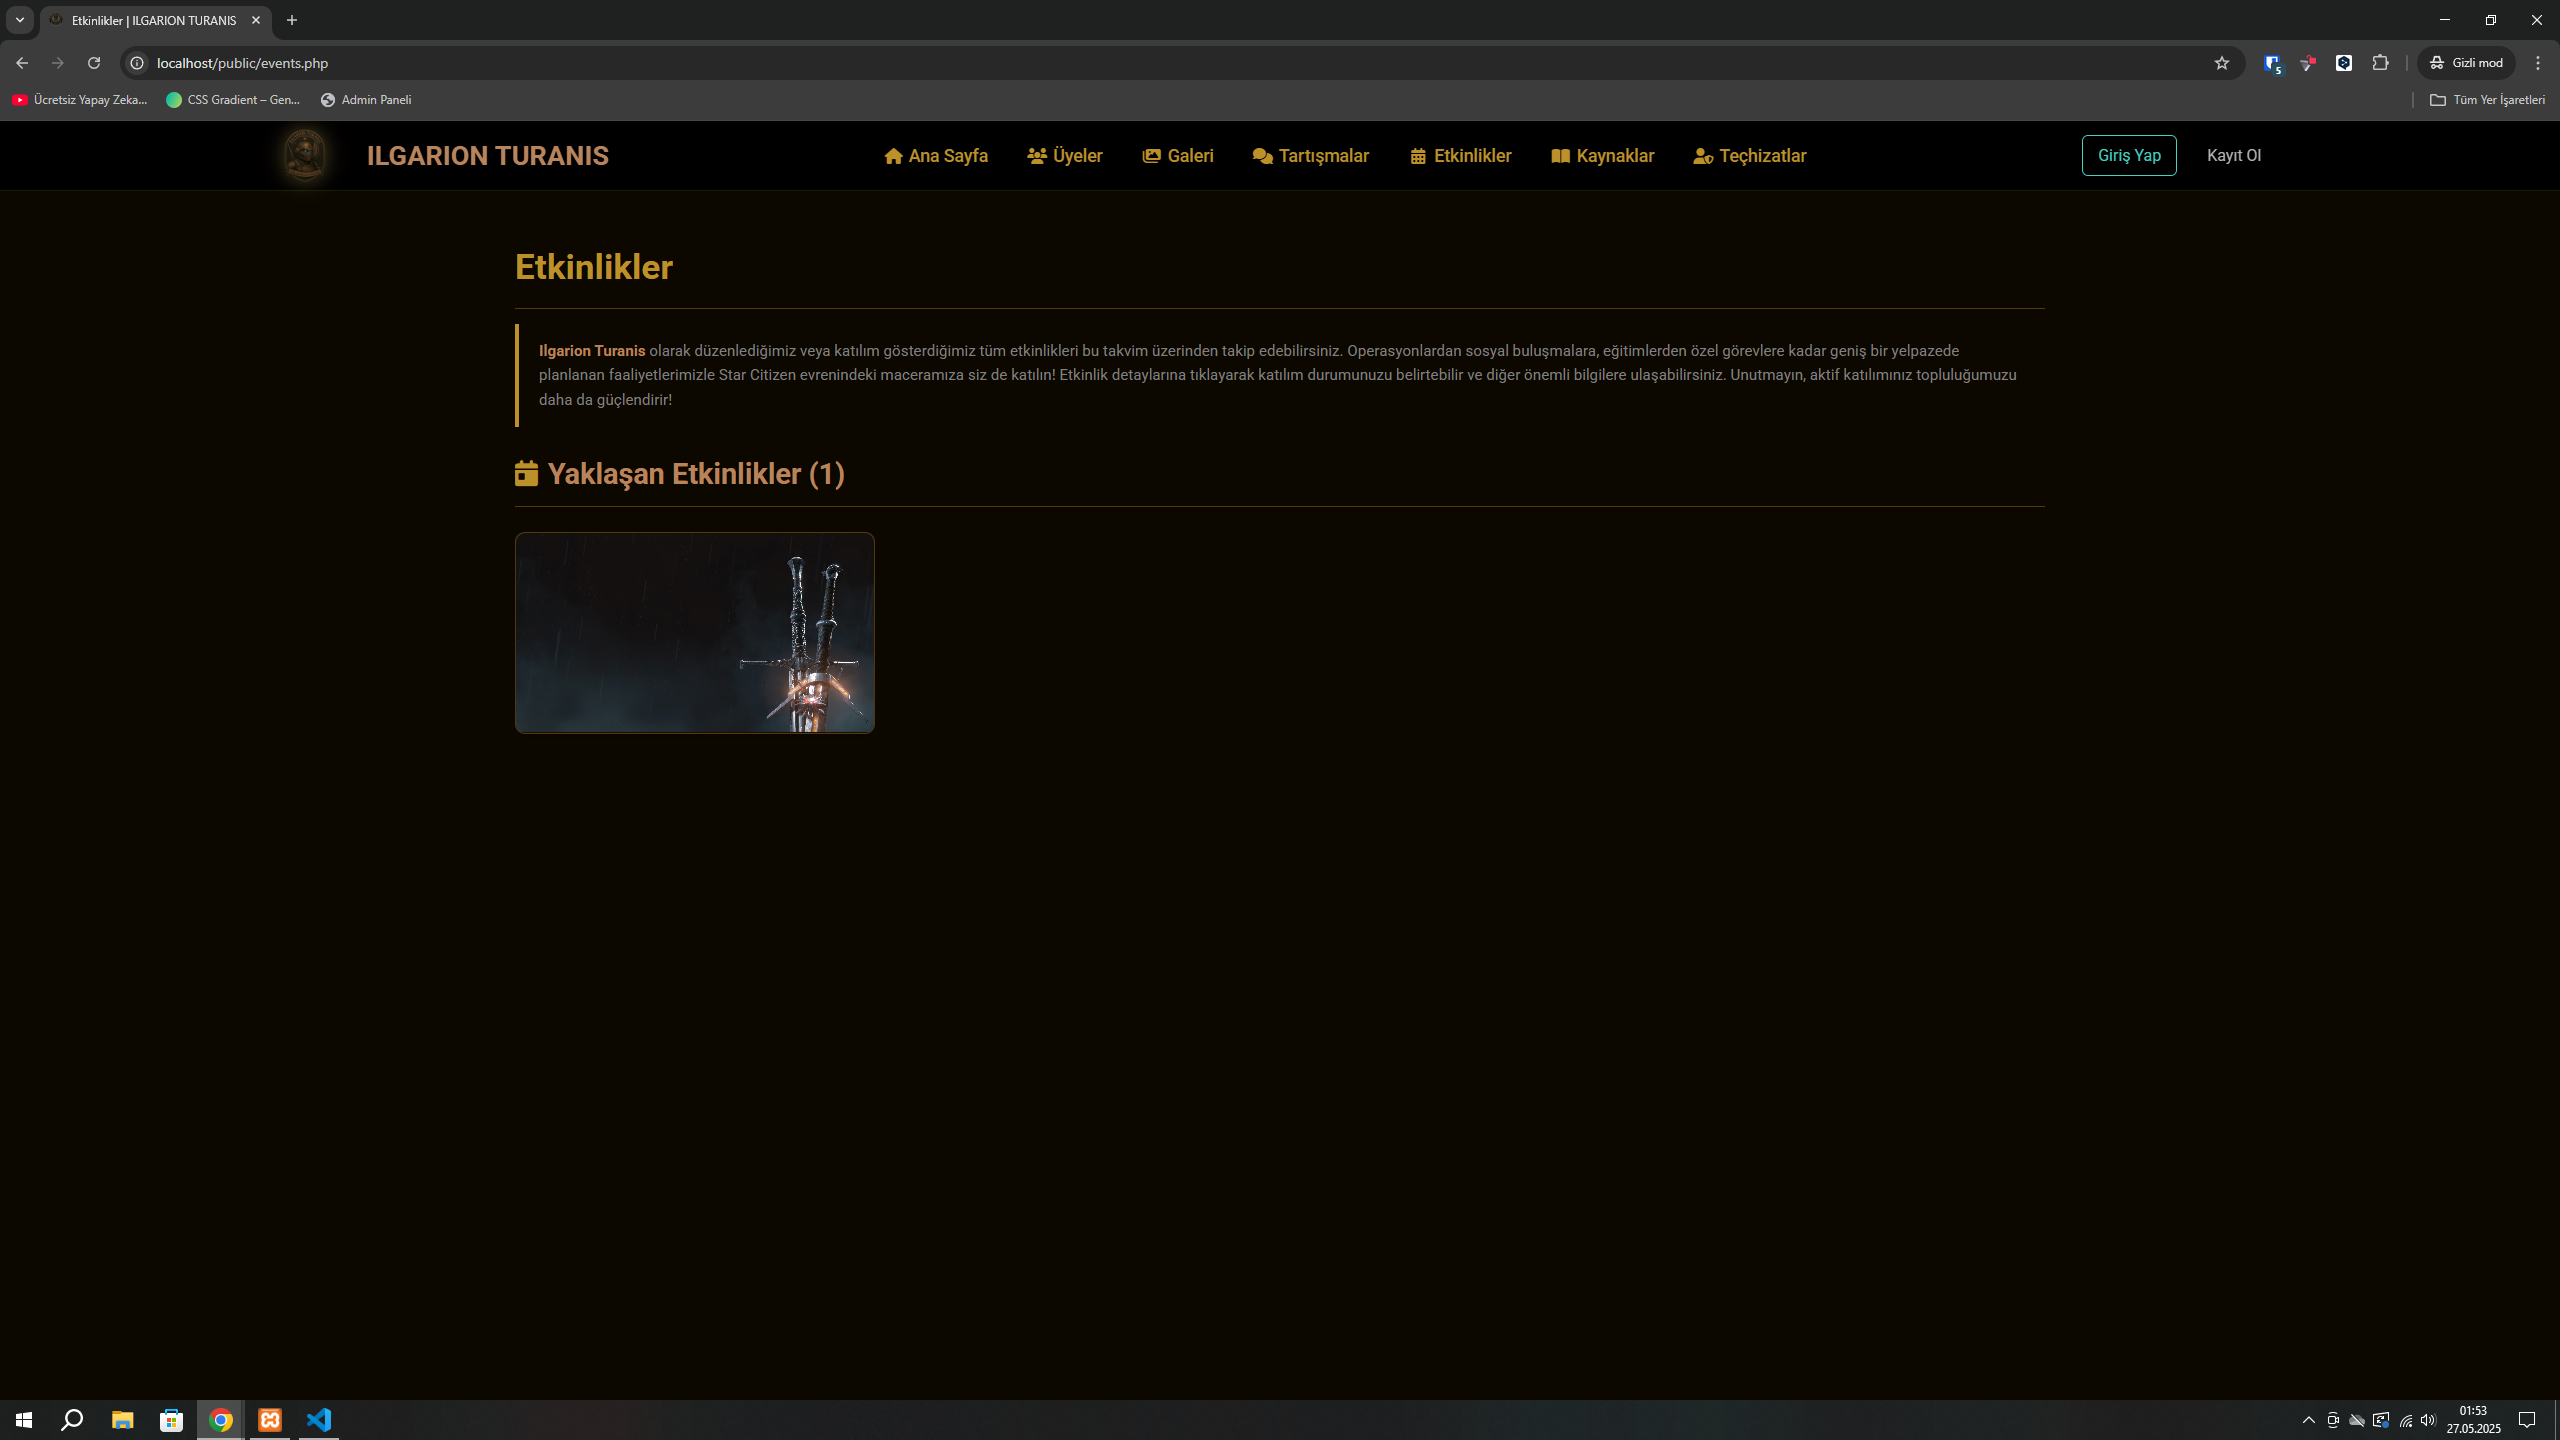 Etkinlikler | ILGARION TURANIS
localhost/public/events.php
5
Gizli mod
Ücretsiz Yapay Zeka...
CSS Gradient – Gen...
Admin Paneli
Tüm Yer İşaretleri
ILGARION TURANIS
Ana Sayfa
Üyeler
Galeri
Tartışmalar
Etkinlikler
Kaynaklar
Teçhizatlar
Giriş Yap
Kayıt Ol
Etkinlikler
Ilgarion Turanis olarak düzenlediğimiz veya katılım gösterdiğimiz tüm etkinlikleri bu takvim üzerinden takip edebilirsiniz. Operasyonlardan sosyal buluşmalara, eğitimlerden özel görevlere kadar geniş bir yelpazede
planlanan faaliyetlerimizle Star Citizen evrenindeki maceramıza siz de katılın! Etkinlik detaylarına tıklayarak katılım durumunuzu belirtebilir ve diğer önemli bilgilere ulaşabilirsiniz. Unutmayın, aktif katılımınız topluluğumuzu
daha da güçlendirir!
Yaklaşan Etkinlikler (1)
01:53
27.05.2025